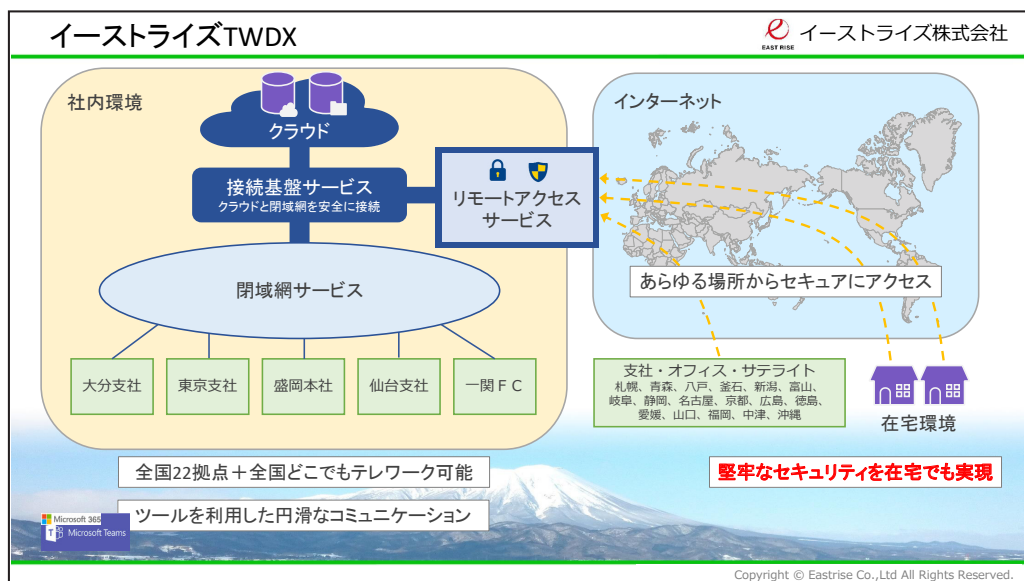 イーストライズTWDX
EAST RISE
イーストライズ株式会社
社内環境
クラウド
接続基盤サービス
クラウドと閉域網を安全に接続
リモートアクセス
サービス
閉域網サービス
大分支社
東京支社
盛岡本社
仙台支社
一関ＦＣ
インターネット
あらゆる場所からセキュアにアクセス
支社・オフィス・サテライト
札幌、青森、八戸、釜石、新潟、富山、
岐阜、静岡、名古屋、京都、広島、徳島、
愛媛、山口、福岡、中津、沖縄
在宅環境
全国22拠点＋全国どこでもテレワーク可能
堅牢なセキュリティを在宅でも実現
ツールを利用した円滑なコミュニケーション
Microsoft 365
T
Microsoft Teams
Copyright © Eastrise Co.,Ltd All Rights Reserved.